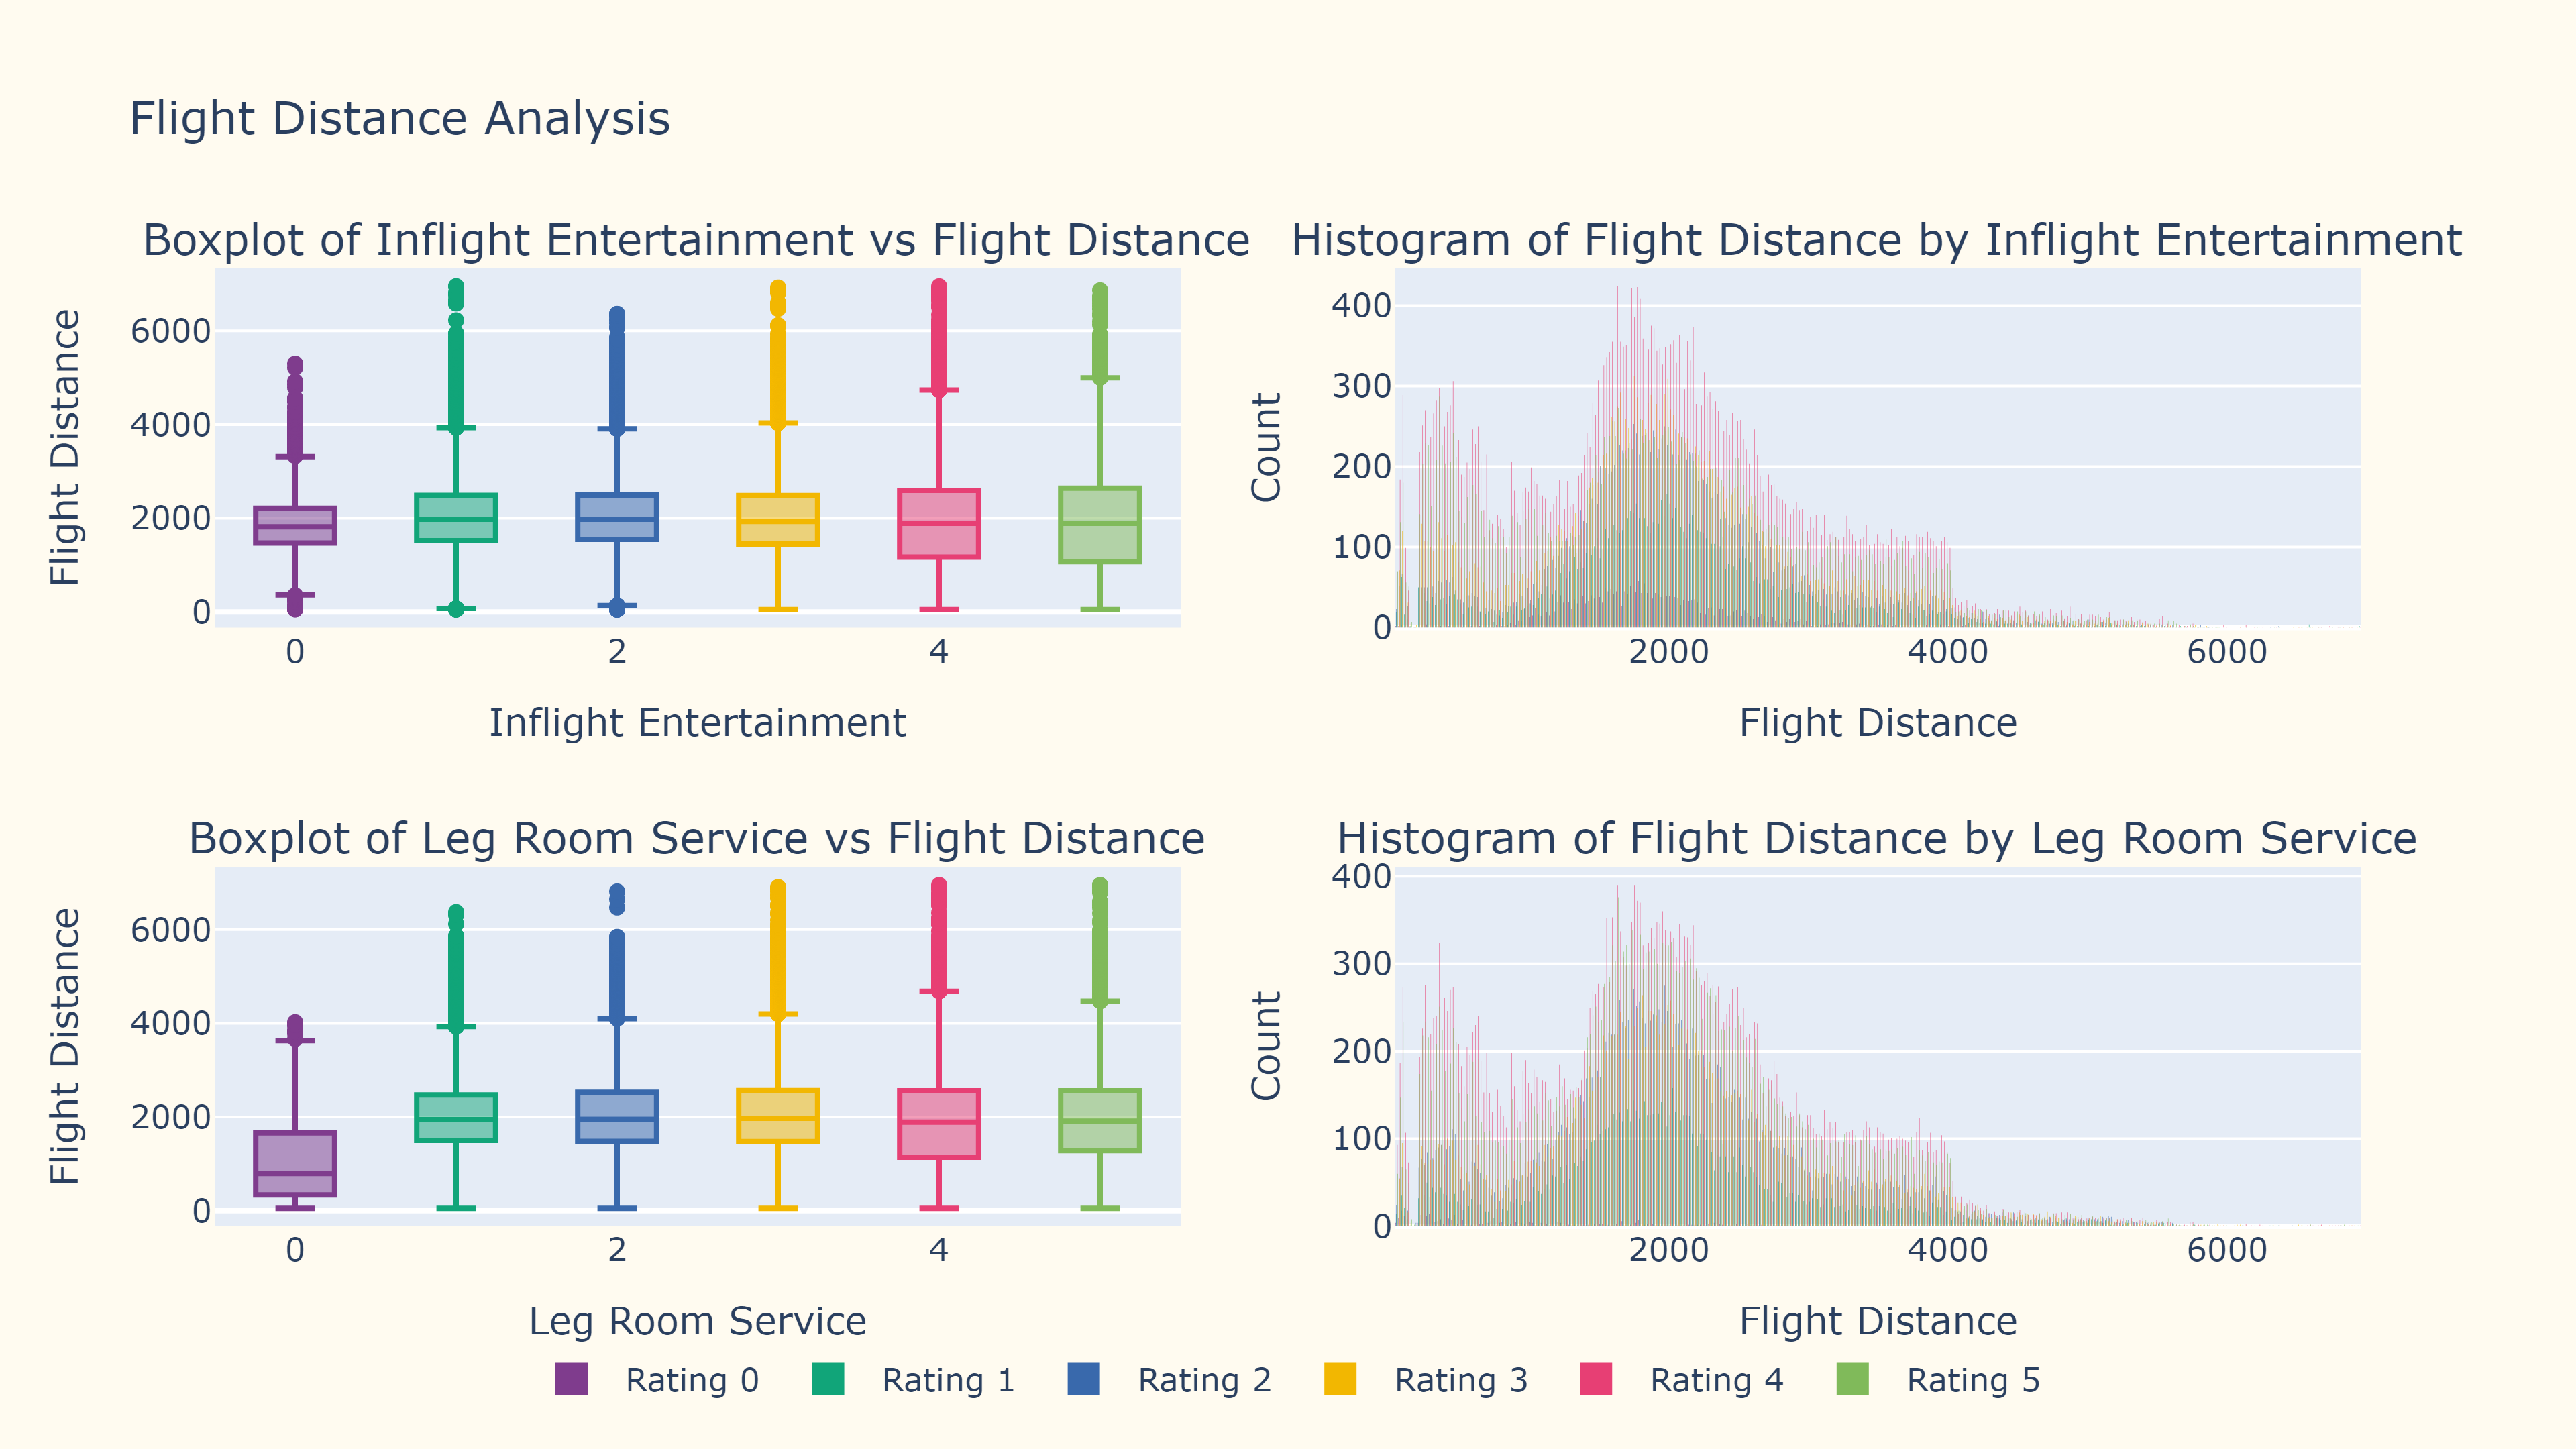 Flight Distance Analysis
Boxplot of Inflight Entertainment vs Flight Distance
Histogram of Flight Distance by Inflight Entertainment
Flight Distance
6000
4000
2000
0
0
2
4
Inflight Entertainment
Count
400
300
200
100
0
2000
4000
6000
Flight Distance
Boxplot of Leg Room Service vs Flight Distance
Histogram of Flight Distance by Leg Room Service
Flight Distance
6000
4000
2000
0
0
2
4
Leg Room Service
Count
400
300
200
100
0
2000
4000
6000
Flight Distance
Rating 0
Rating 1
Rating 2
Rating 3
Rating 4
Rating 5